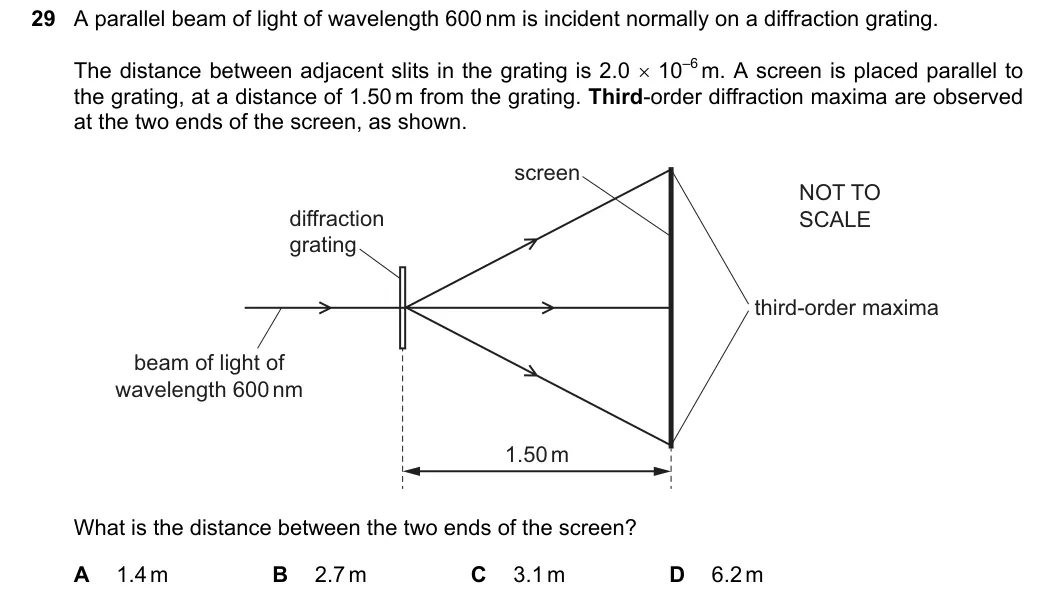 29 A parallel beam of light of wavelength 600 nm is incident normally on a diffraction grating.
The distance between adjacent slits in the grating is 2.0 × 10⁻⁶ m. A screen is placed parallel to
the grating, at a distance of 1.50 m from the grating. Third-order diffraction maxima are observed
at the two ends of the screen, as shown.
screen
NOT TO
SCALE
diffraction
grating
third-order maxima
beam of light of
wavelength 600 nm
1.50 m
What is the distance between the two ends of the screen?
A 1.4 m B 2.7 m C 3.1 m D 6.2 m